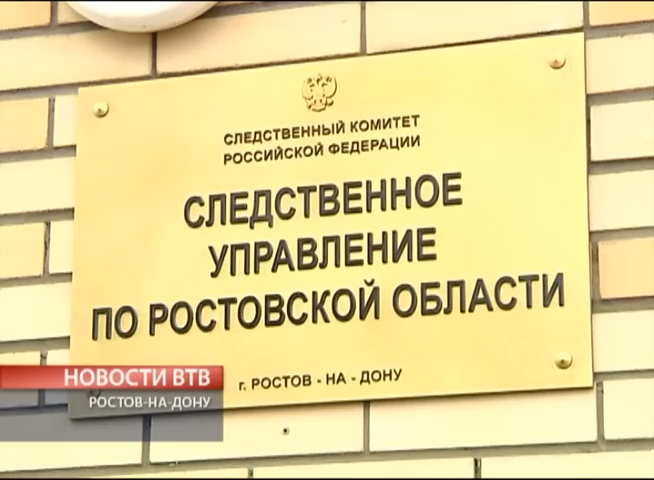 СЛЕДСТВЕННЫЙ КОМИТЕТ
РОССИЙСКОЙ ФЕДЕРАЦИИ
СЛЕДСТВЕННОЕ
УПРАВЛЕНИЕ
ПО РОСТОВСКОЙ ОБЛАСТИ
г. РОСТОВ - НА - ДОНУ
НОВОСТИ ВТВ
РОСТОВ-НА-ДОНУ